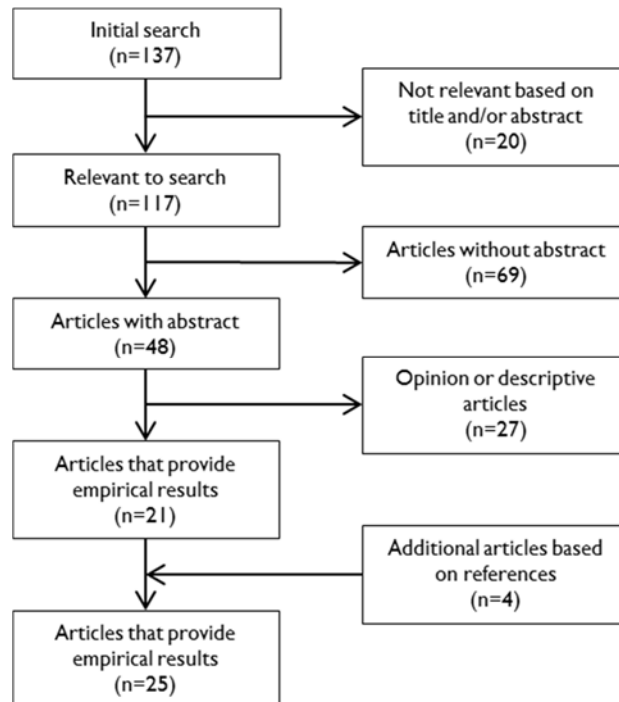 Initial search
(n=137)
Not relevant based on
title and/or abstract
(n=20)
Relevant to search
(n=117)
Articles without abstract
(n=69)
Articles with abstract
(n=48)
Opinion or descriptive
articles
(n=27)
Articles that provide
empirical results
(n=21)
Additional articles based
on references
(n=4)
Articles that provide
empirical results
(n=25)